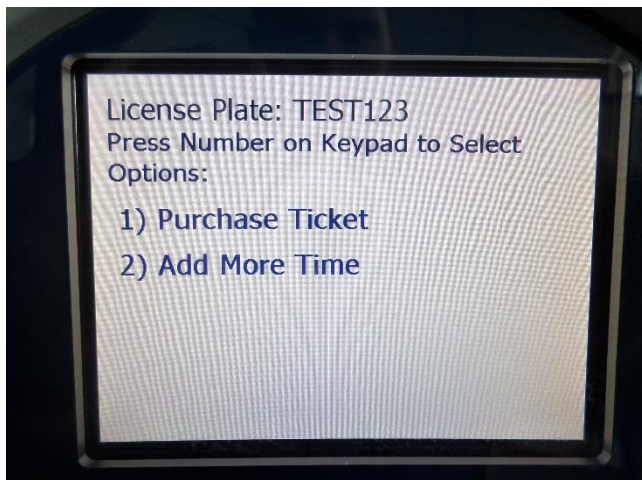 License Plate: TEST123
Press Number on Keypad to Select
Options:
1) Purchase Ticket
2) Add More Time